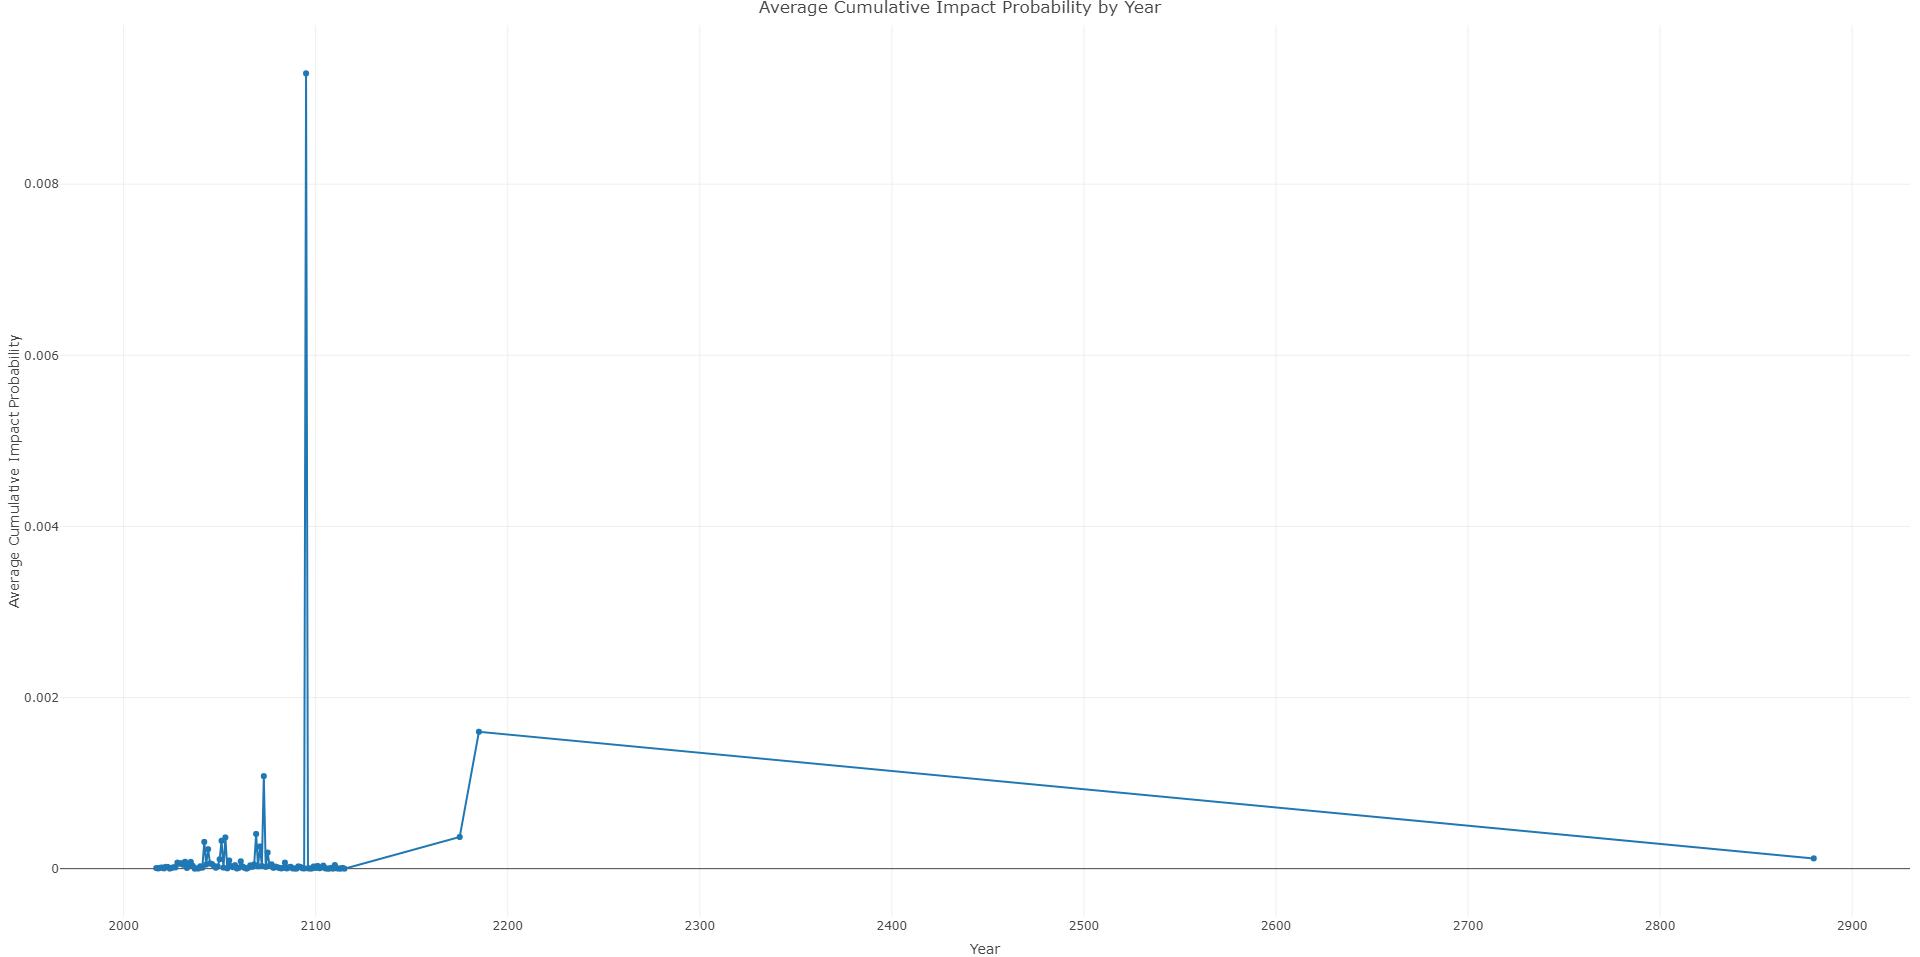 Average Cumulative Impact Probability by Year
Average Cumulative Impact Probability
0.008
0.006
0.004
0.002
0
2000 2100 2200 2300 2400 2500 2600 2700 2800 2900
Year